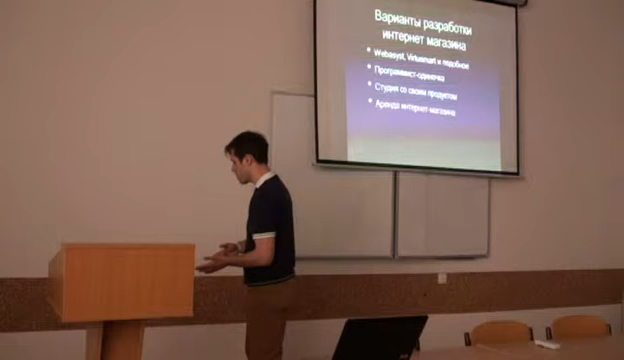 Варианты разработки
интернет магазина
• Webasyst, Virtuemart и подобное
• Программист-одиночка
• Студия со своим продуктом
• Аренда интернет-магазина